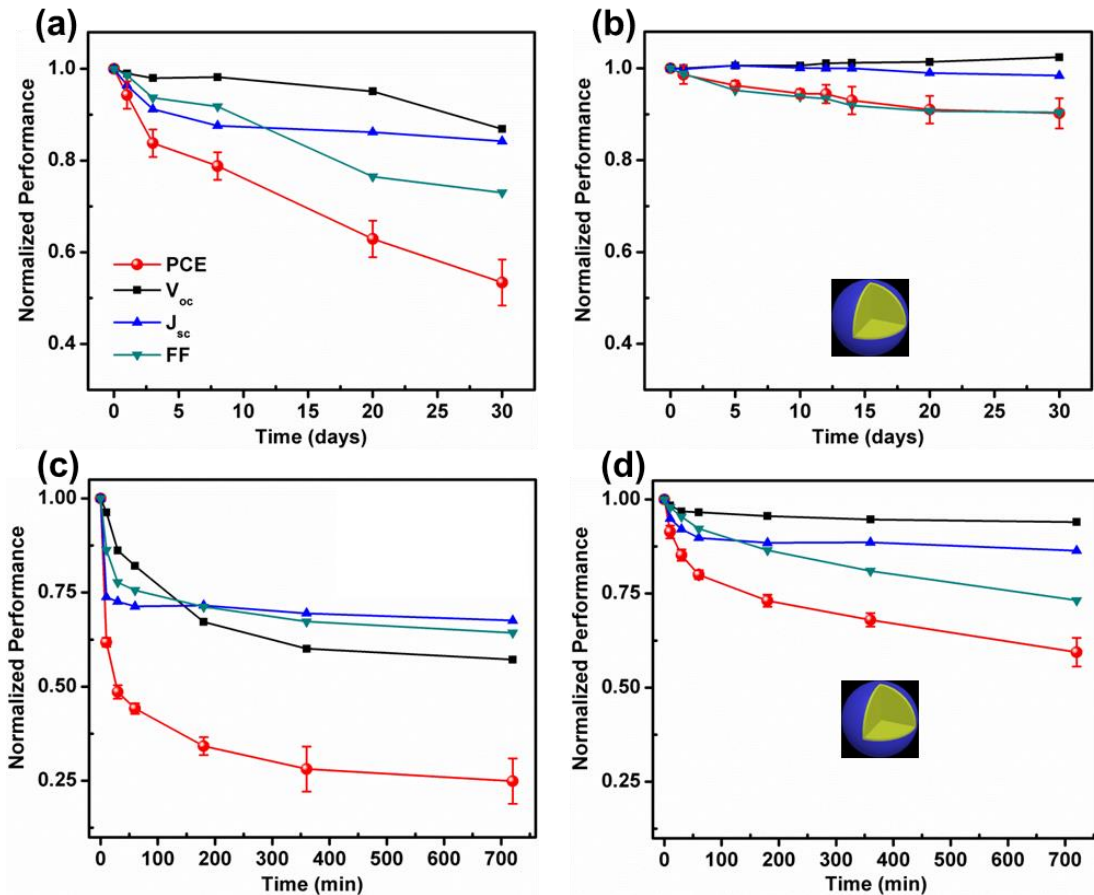 (a)
1.0
0.8
0.6
0.4
Normalized Performance
PCE
Voc
Jsc
FF
0 5 10 15 20 25 30
Time (days)
(b)
1.0
0.8
0.6
0.4
Normalized Performance
0 5 10 15 20 25 30
Time (days)
(c)
1.00
0.75
0.50
0.25
Normalized Performance
0 100 200 300 400 500 600 700
Time (min)
(d)
1.00
0.75
0.50
0.25
Normalized Performance
0 100 200 300 400 500 600 700
Time (min)